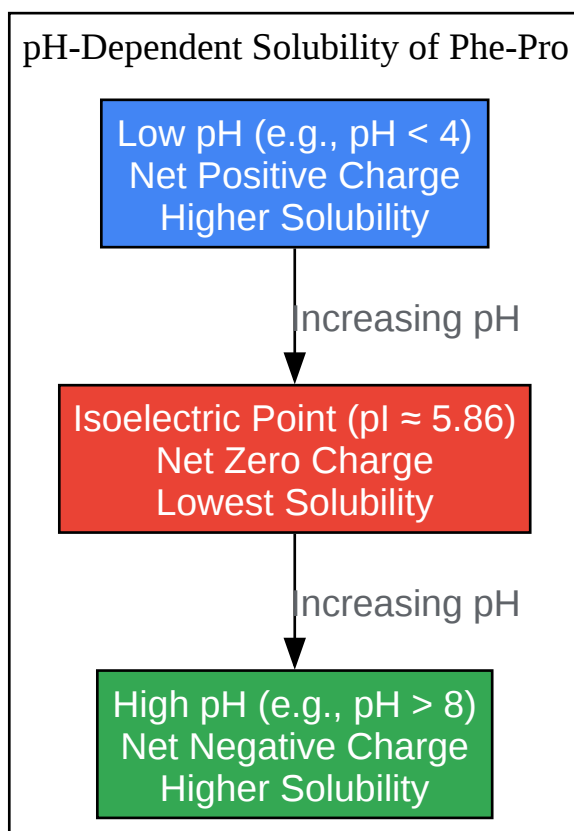 pH-Dependent Solubility of Phe-Pro
Low pH (e.g., pH < 4)
Net Positive Charge
Higher Solubility
Increasing pH
Isoelectric Point (pI ≈ 5.86)
Net Zero Charge
Lowest Solubility
Increasing pH
High pH (e.g., pH > 8)
Net Negative Charge
Higher Solubility